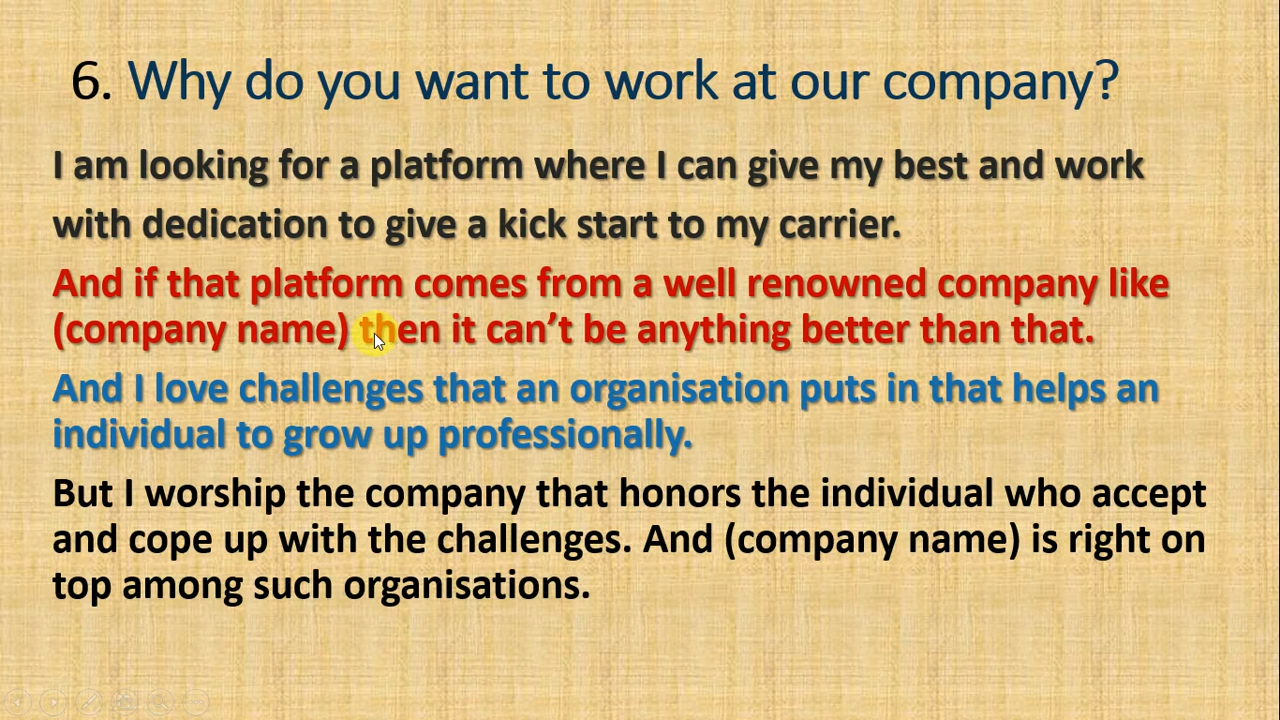 6. Why do you want to work at our company?
I am looking for a platform where I can give my best and work
with dedication to give a kick start to my carrier.
And if that platform comes from a well renowned company like
(company name) then it can’t be anything better than that.
And I love challenges that an organisation puts in that helps an
individual to grow up professionally.
But I worship the company that honors the individual who accept
and cope up with the challenges. And (company name) is right on
top among such organisations.